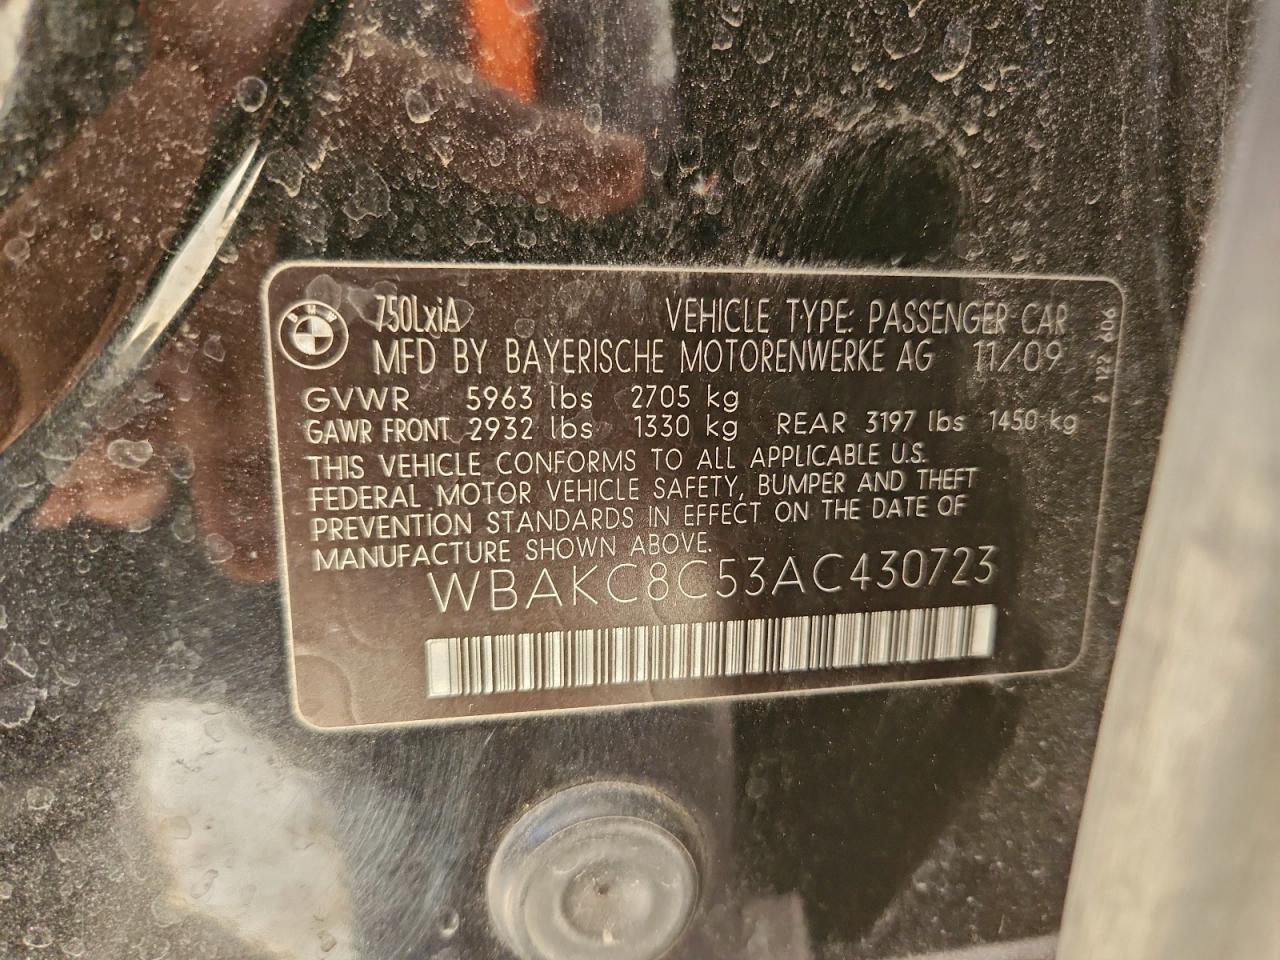 BMW
750LxiA VEHICLE TYPE: PASSENGER CAR
MFD BY BAYERISCHE MOTORENWERKE AG 11/09
GVWR 5963 lbs 2705 kg
GAWR FRONT 2932 lbs 1330 kg REAR 3197 lbs 1450 kg
THIS VEHICLE CONFORMS TO ALL APPLICABLE U.S.
FEDERAL MOTOR VEHICLE SAFETY, BUMPER AND THEFT
PREVENTION STANDARDS IN EFFECT ON THE DATE OF
MANUFACTURE SHOWN ABOVE.
WBAKC8C53AC430723
606